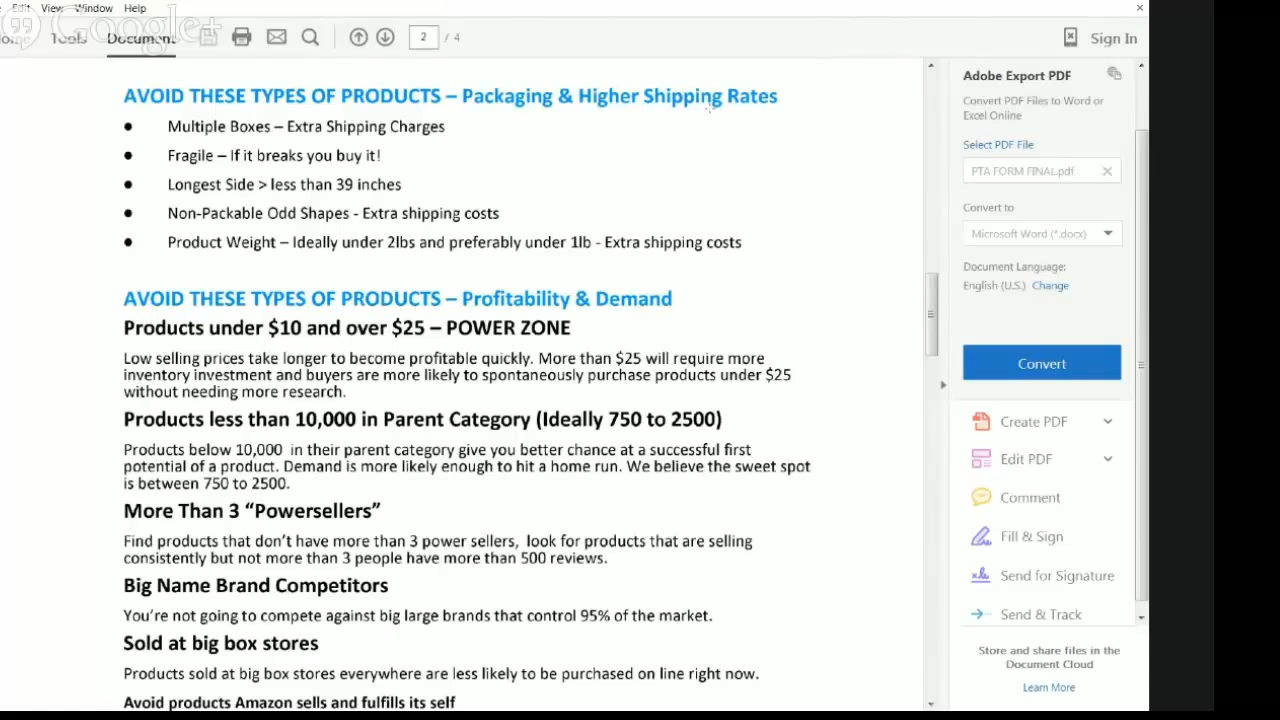 Edit View Window Help
Google+
Tools Document
2 / 4
Sign In
AVOID THESE TYPES OF PRODUCTS – Packaging & Higher Shipping Rates
● Multiple Boxes – Extra Shipping Charges
● Fragile – If it breaks you buy it!
● Longest Side > less than 39 inches
● Non-Packable Odd Shapes - Extra shipping costs
● Product Weight – Ideally under 2lbs and preferably under 1lb - Extra shipping costs
AVOID THESE TYPES OF PRODUCTS – Profitability & Demand
Products under $10 and over $25 – POWER ZONE
Low selling prices take longer to become profitable quickly. More than $25 will require more
inventory investment and buyers are more likely to spontaneously purchase products under $25
without needing more research.
Products less than 10,000 in Parent Category (Ideally 750 to 2500)
Products below 10,000 in their parent category give you better chance at a successful first
potential of a product. Demand is more likely enough to hit a home run. We believe the sweet spot
is between 750 to 2500.
More Than 3 “Powersellers”
Find products that don’t have more than 3 power sellers, look for products that are selling
consistently but not more than 3 people have more than 500 reviews.
Big Name Brand Competitors
You’re not going to compete against big large brands that control 95% of the market.
Sold at big box stores
Products sold at big box stores everywhere are less likely to be purchased on line right now.
Avoid products Amazon sells and fulfills its self
Adobe Export PDF
Convert PDF Files to Word or
Excel Online
Select PDF File
PTA FORM FINAL.pdf
Convert to
Microsoft Word (*.docx)
Document Language:
English (U.S.) Change
Convert
Create PDF
Edit PDF
Comment
Fill & Sign
Send for Signature
Send & Track
Store and share files in the
Document Cloud
Learn More